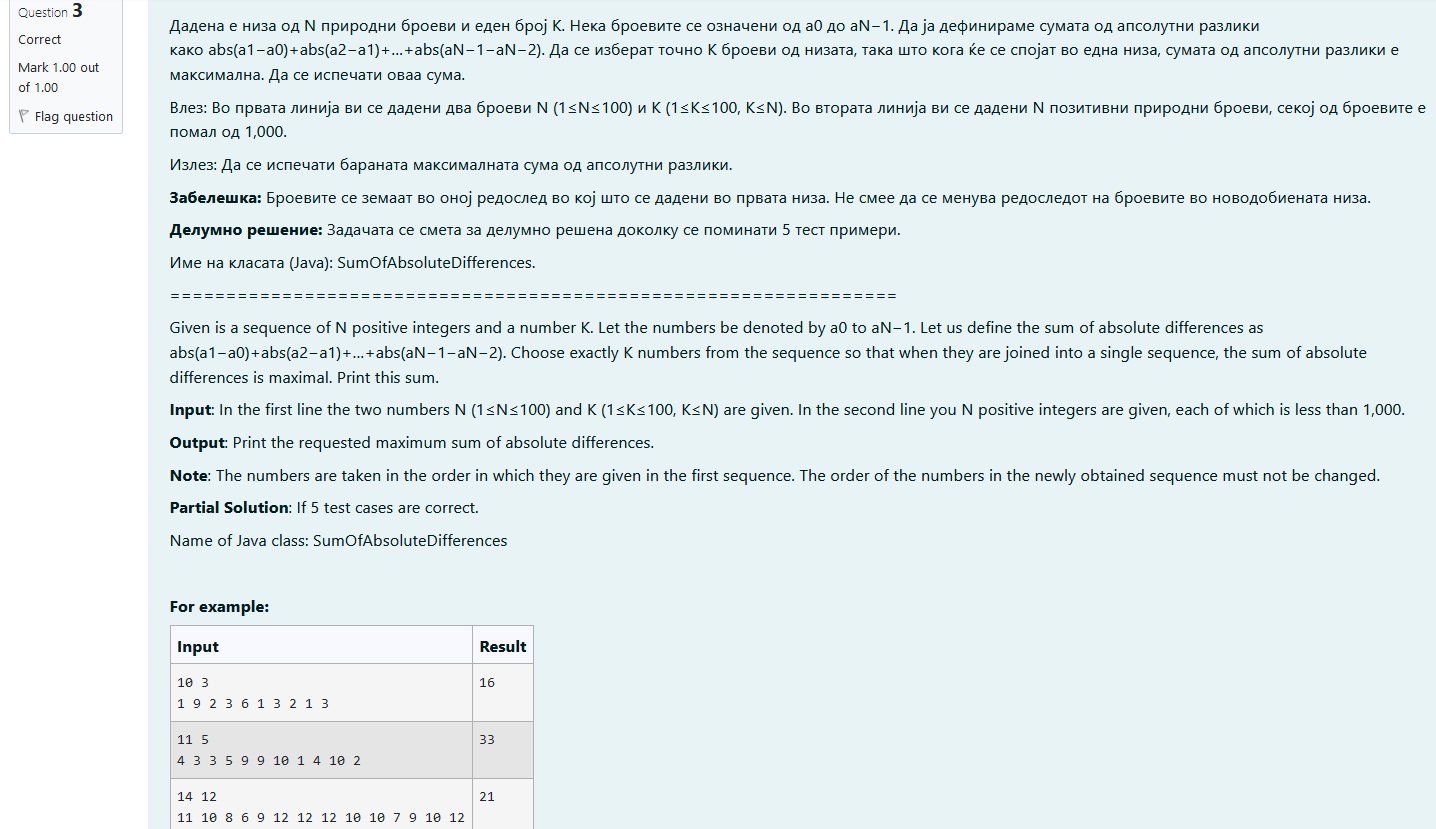 Question 3
Correct
Mark 1.00 out
of 1.00
Flag question
Дадена е низа од N природни броеви и еден број K. Нека броевите се означени од a0 до aN−1. Да ја дефинираме сумата од апсолутни разлики
како abs(a1−a0)+abs(a2−a1)+...+abs(aN−1−aN−2). Да се изберат точно K броеви од низата, така што кога ќе се спојат во една низа, сумата од апсолутни разлики е
максимална. Да се испечати оваа сума.
Влез: Во првата линија ви се дадени два броеви N (1≤N≤100) и K (1≤K≤100, K≤N). Во втората линија ви се дадени N позитивни природни броеви, секој од броевите е
помал од 1,000.
Излез: Да се испечати бараната максималната сума од апсолутни разлики.
Забелешка: Броевите се земаат во оној редослед во кој што се дадени во првата низа. Не смее да се менува редоследот на броевите во новодобиената низа.
Делумно решение: Задачата се смета за делумно решена доколку се поминати 5 тест примери.
Име на класата (Java): SumOfAbsoluteDifferences.
=================================================================
Given is a sequence of N positive integers and a number K. Let the numbers be denoted by a0 to aN−1. Let us define the sum of absolute differences as
abs(a1−a0)+abs(a2−a1)+...+abs(aN−1−aN−2). Choose exactly K numbers from the sequence so that when they are joined into a single sequence, the sum of absolute
differences is maximal. Print this sum.
Input: In the first line the two numbers N (1≤N≤100) and K (1≤K≤100, K≤N) are given. In the second line you N positive integers are given, each of which is less than 1,000.
Output: Print the requested maximum sum of absolute differences.
Note: The numbers are taken in the order in which they are given in the first sequence. The order of the numbers in the newly obtained sequence must not be changed.
Partial Solution: If 5 test cases are correct.
Name of Java class: SumOfAbsoluteDifferences
For example:
Input Result
10 3 16
1 9 2 3 6 1 3 2 1 3
11 5 33
4 3 3 5 9 9 10 1 4 10 2
14 12 21
11 10 8 6 9 12 12 12 10 10 7 9 10 12